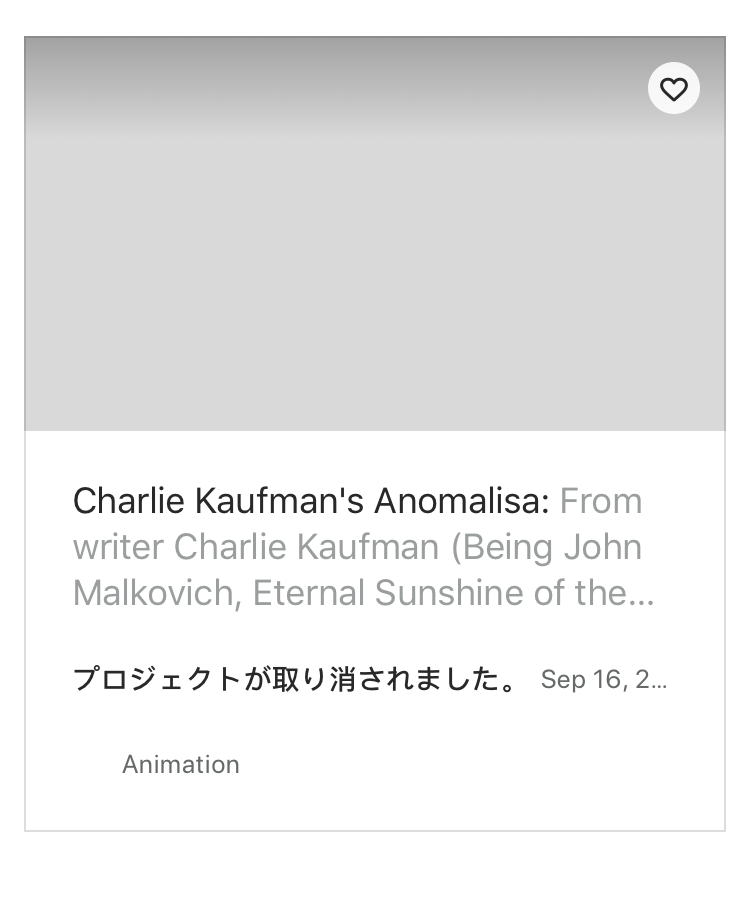 Charlie Kaufman's Anomalisa: From
writer Charlie Kaufman (Being John
Malkovich, Eternal Sunshine of the...
プロジェクトが取り消されました。 Sep 16, 2...
Animation